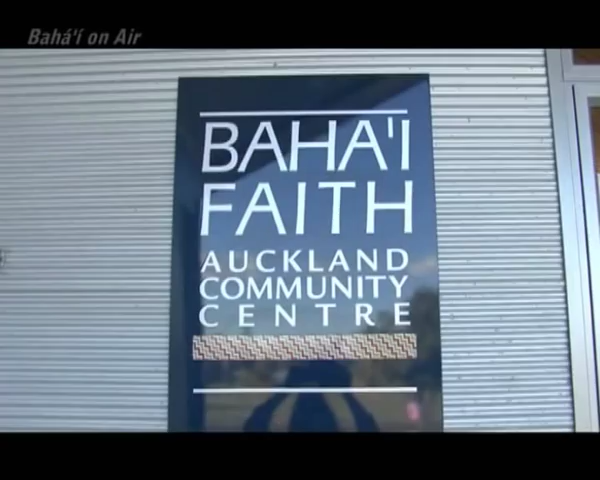 Bahá'í on Air
BAHA'I
FAITH
AUCKLAND
COMMUNITY
CENTRE